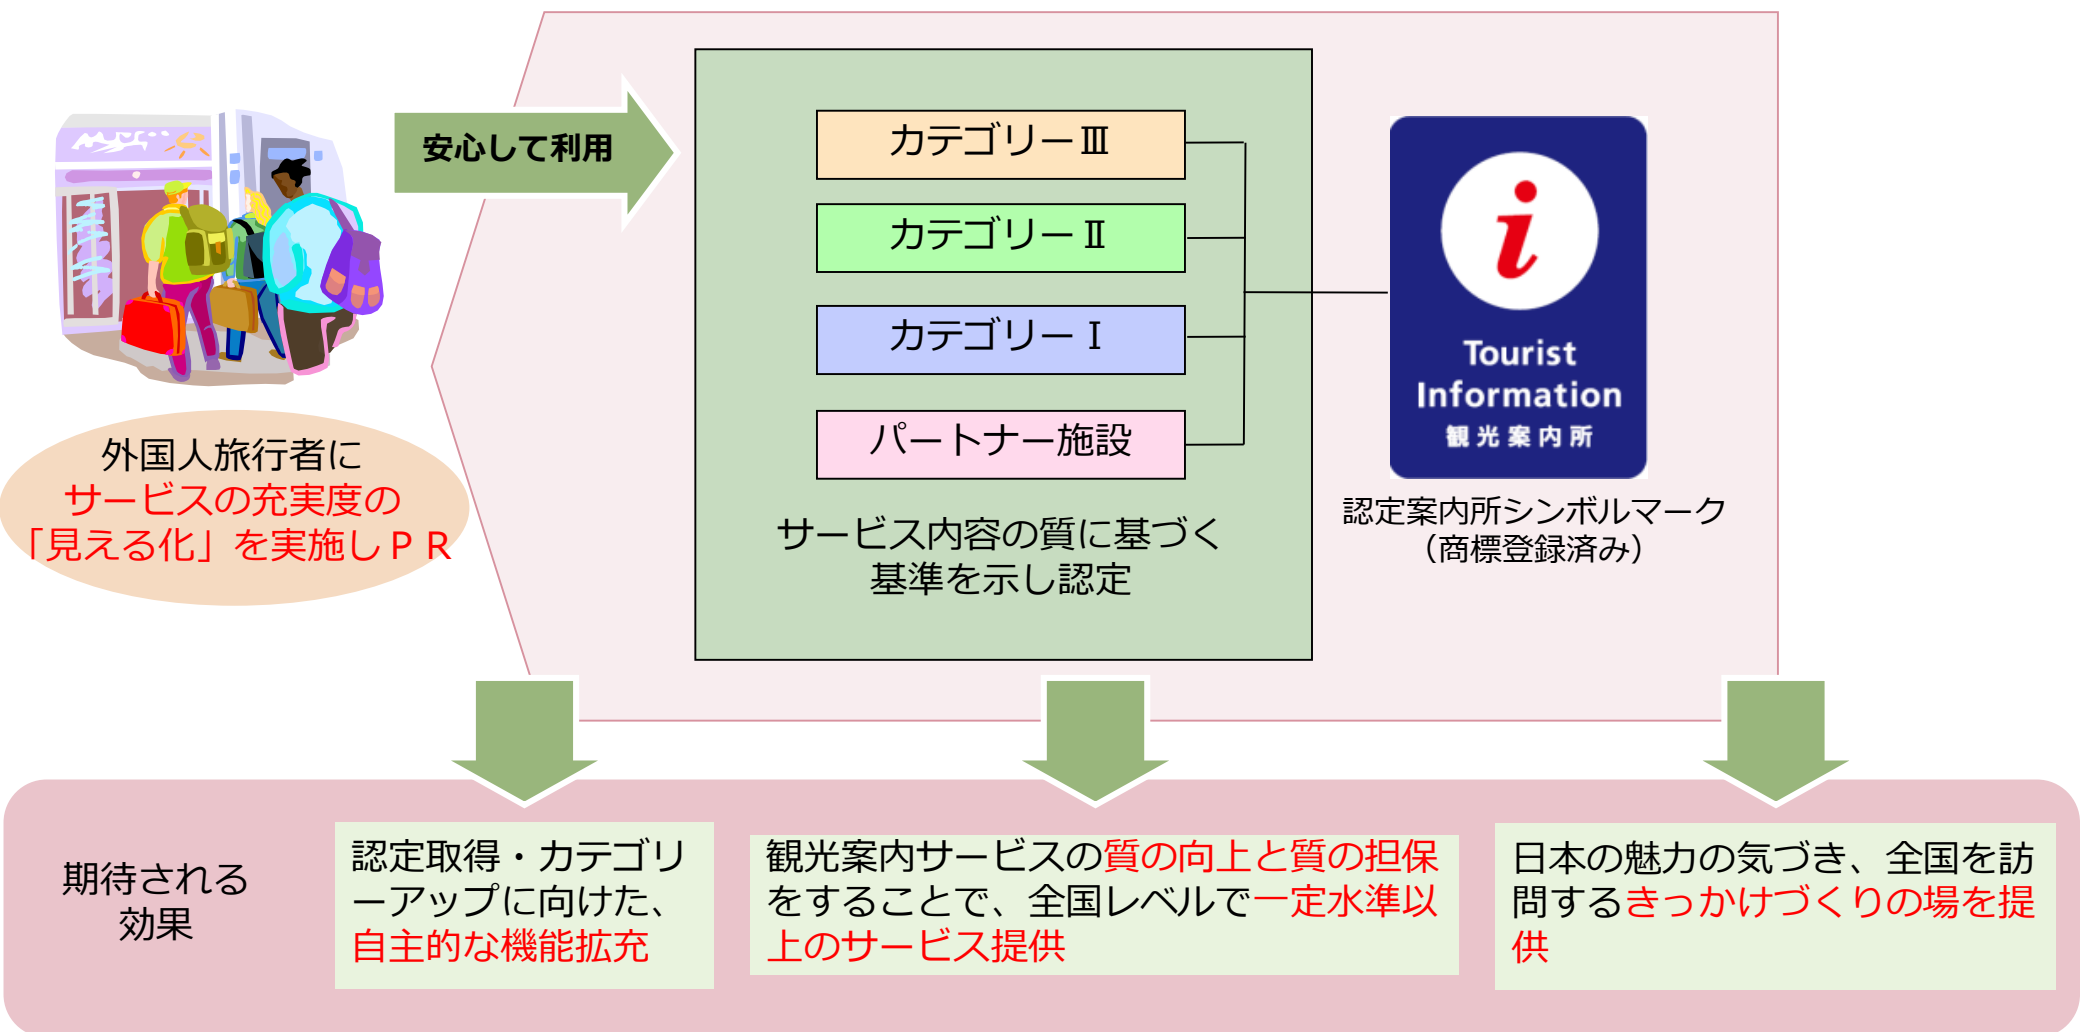 安心して利用
カテゴリーⅢ
カテゴリーⅡ
カテゴリーⅠ
パートナー施設
サービス内容の質に基づく
基準を示し認定
i
Tourist
Information
観光案内所
認定案内所シンボルマーク
（商標登録済み）
外国人旅行者に
サービスの充実度の
「見える化」を実施しＰＲ
期待される
効果
認定取得・カテゴリ
ーアップに向けた、
自主的な機能拡充
観光案内サービスの質の向上と質の担保
をすることで、全国レベルで一定水準以
上のサービス提供
日本の魅力の気づき、全国を訪
問するきっかけづくりの場を提
供